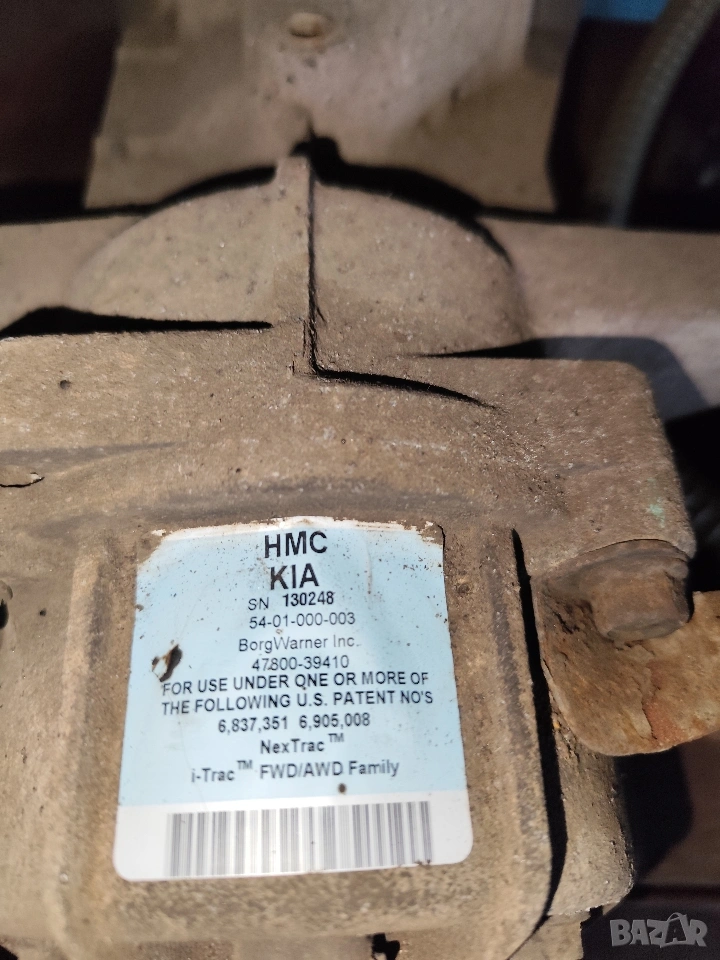 HMC
KIA
SN 130248
54-01-000-003
BorgWarner Inc.
47800-39410
FOR USE UNDER ONE OR MORE OF
THE FOLLOWING U.S. PATENT NO'S
6,837,351 6,905,008
NexTrac™
i-Trac™ FWD/AWD Family
BAZAR